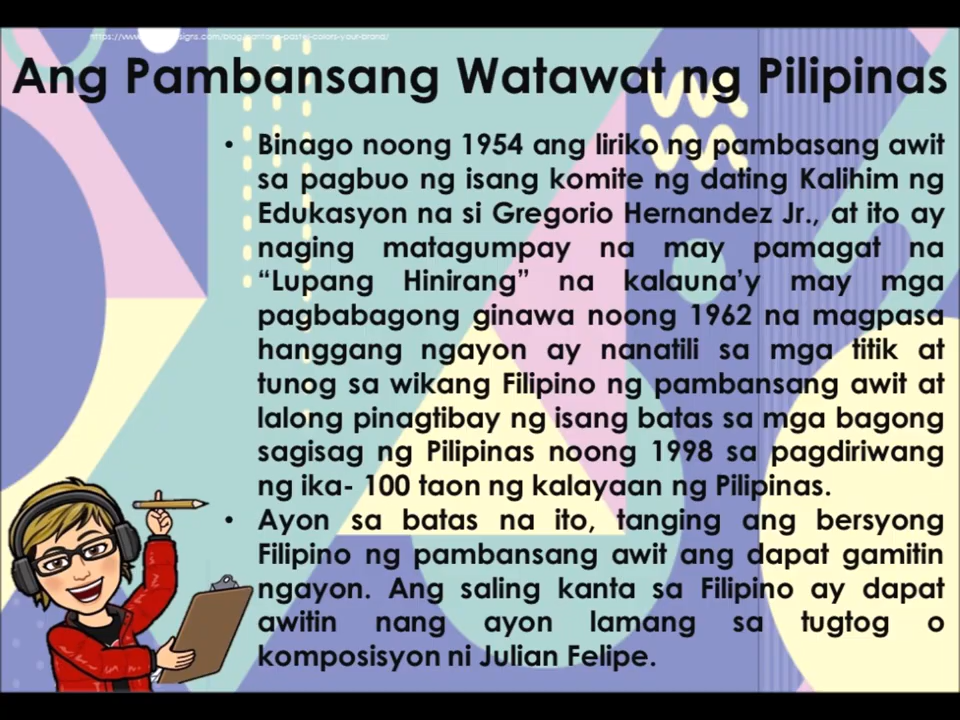 Ang Pambansang Watawat ng Pilipinas
• Binago noong 1954 ang liriko ng pambasang awit
sa pagbuo ng isang komite ng dating Kalihim ng
Edukasyon na si Gregorio Hernandez Jr., at ito ay
naging matagumpay na may pamagat na
“Lupang Hinirang” na kalauna’y may mga
pagbabagong ginawa noong 1962 na magpasa
hanggang ngayon ay nanatili sa mga titik at
tunog sa wikang Filipino ng pambansang awit at
lalong pinagtibay ng isang batas sa mga bagong
sagisag ng Pilipinas noong 1998 sa pagdiriwang
ng ika- 100 taon ng kalayaan ng Pilipinas.
• Ayon sa batas na ito, tanging ang bersyong
Filipino ng pambansang awit ang dapat gamitin
ngayon. Ang saling kanta sa Filipino ay dapat
awitin nang ayon lamang sa tugtog o
komposisyon ni Julian Felipe.